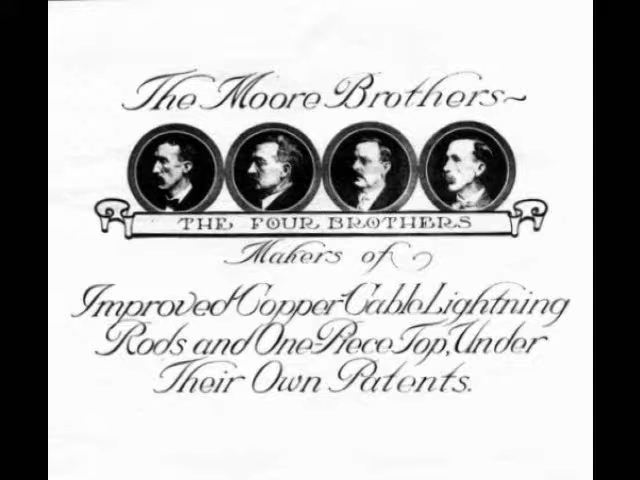 The Moore Brothers~
THE FOUR BROTHERS
Makers of
Improved Copper-Cable Lightning
Rods and One-Piece Top, Under
Their Own Patents.